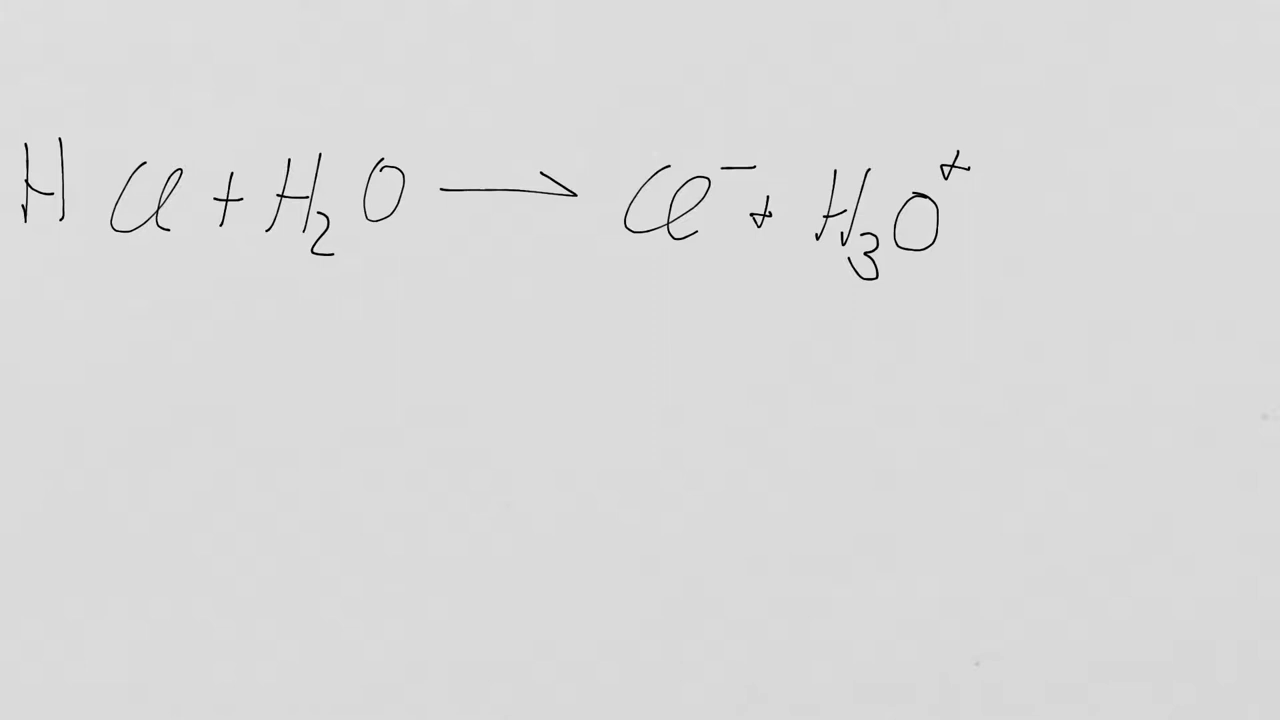 HCl + H₂O ⟶ Cl⁻ + H₃O⁺